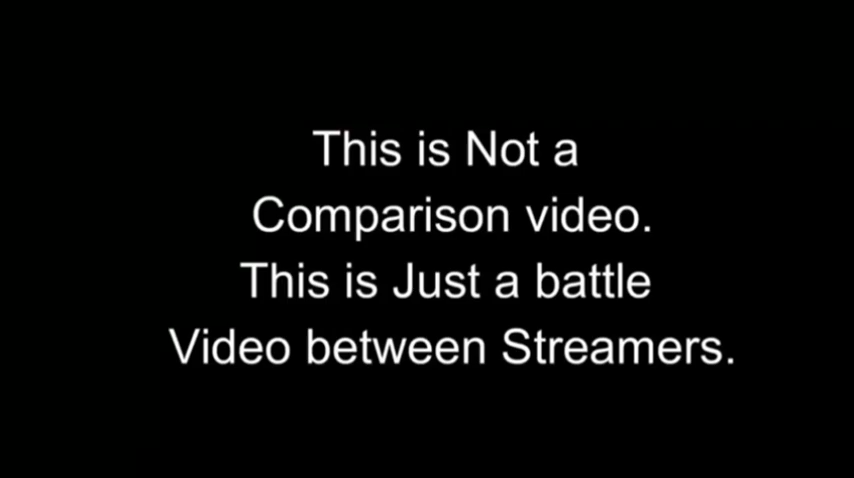 This is Not a
Comparison video.
This is Just a battle
Video between Streamers.